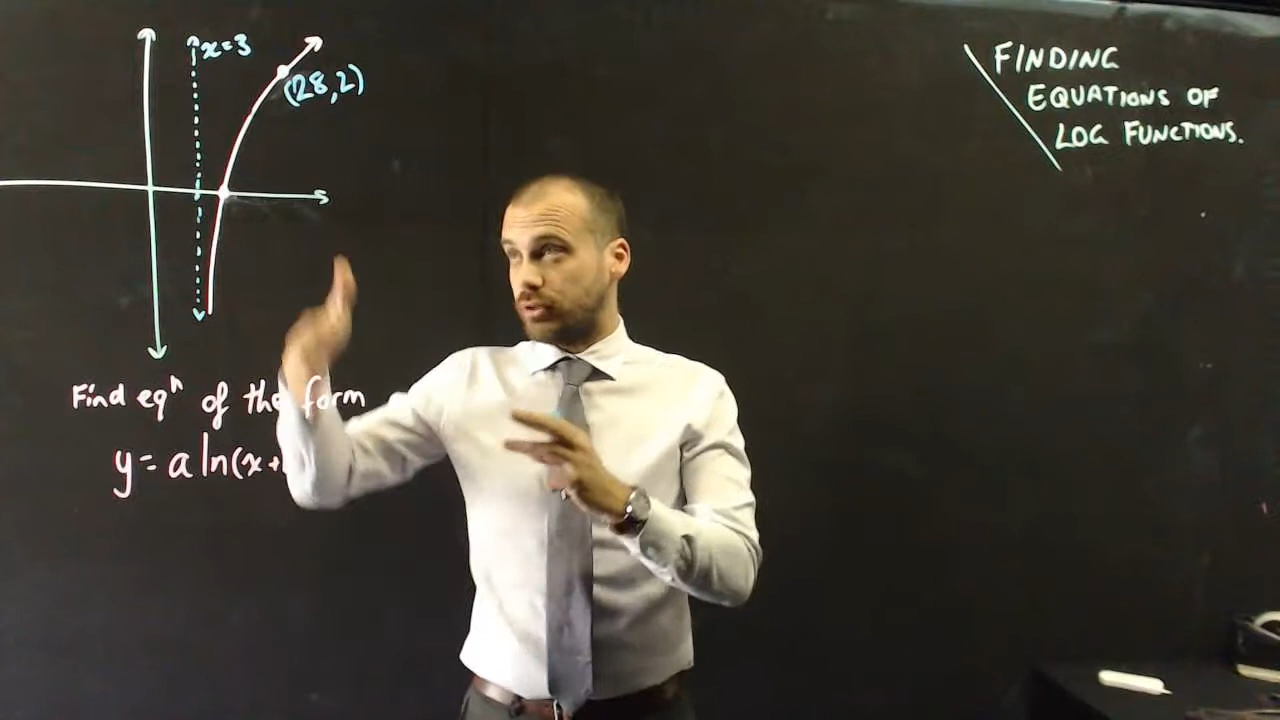 x=3
(28,2)
FINDING
EQUATIONS OF
LOG FUNCTIONS.
Find eqⁿ of the form
y = a ln(x+